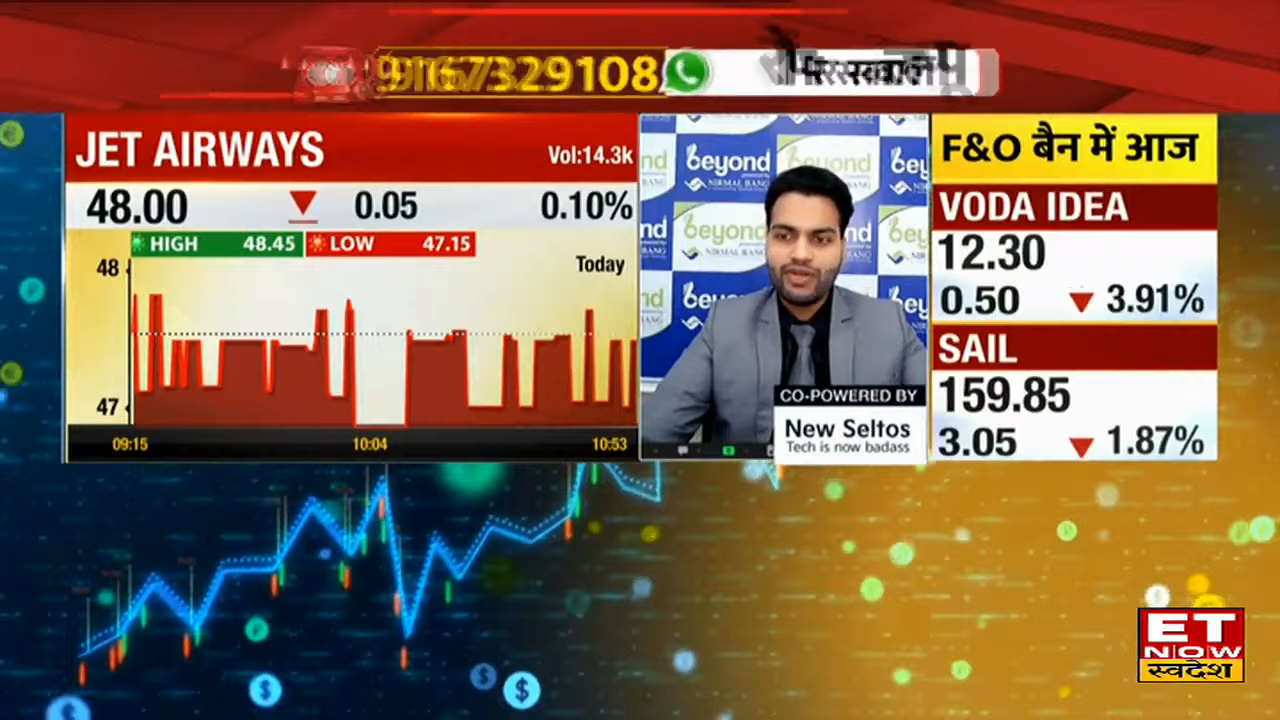 9167329108
JET AIRWAYS
Vol:14.3k
48.00 0.05 0.10%
HIGH 48.45 LOW 47.15
Today
48
47
09:15 10:04 10:53
beyond
NIRMAL BANG
CO-POWERED BY
New Seltos
Tech is now badass
F&O बैन में आज
VODA IDEA
12.30
0.50 3.91%
SAIL
159.85
3.05 1.87%
ET
NOW
स्वदेश